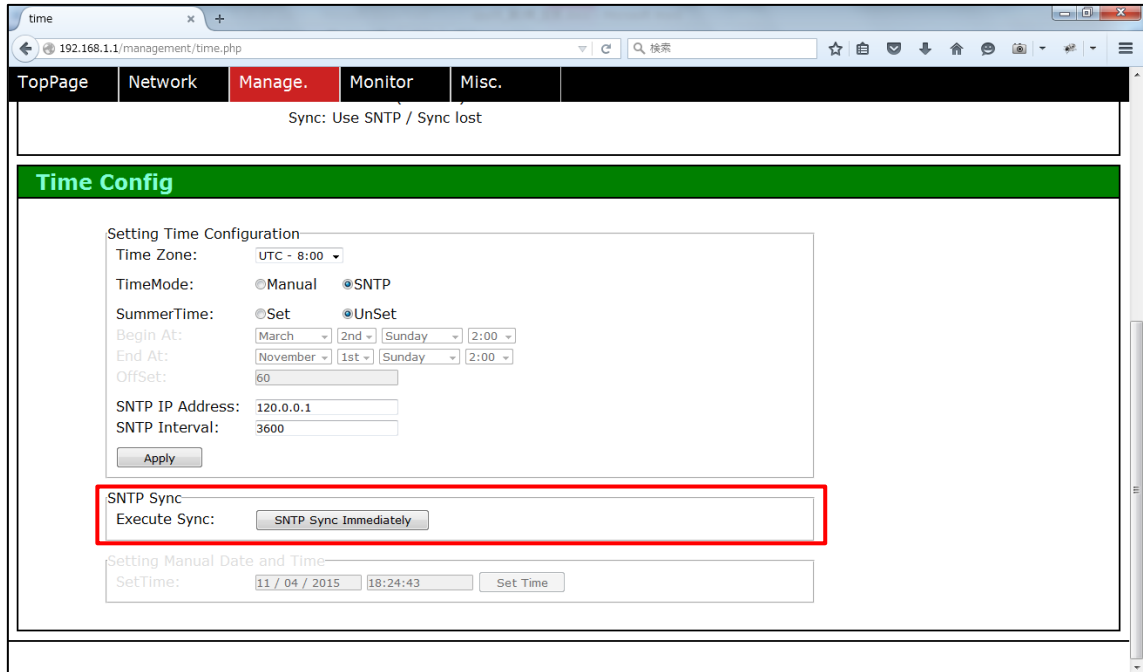 time
192.168.1.1/management/time.php
検索
TopPage Network Manage. Monitor Misc.
Sync: Use SNTP / Sync lost
Time Config
Setting Time Configuration
Time Zone: UTC - 8:00
TimeMode: Manual SNTP
SummerTime: Set UnSet
Begin At: March 2nd Sunday 2:00
End At: November 1st Sunday 2:00
OffSet: 60
SNTP IP Address: 120.0.0.1
SNTP Interval: 3600
Apply
SNTP Sync
Execute Sync: SNTP Sync Immediately
Setting Manual Date and Time
SetTime: 11 / 04 / 2015 18:24:43 Set Time